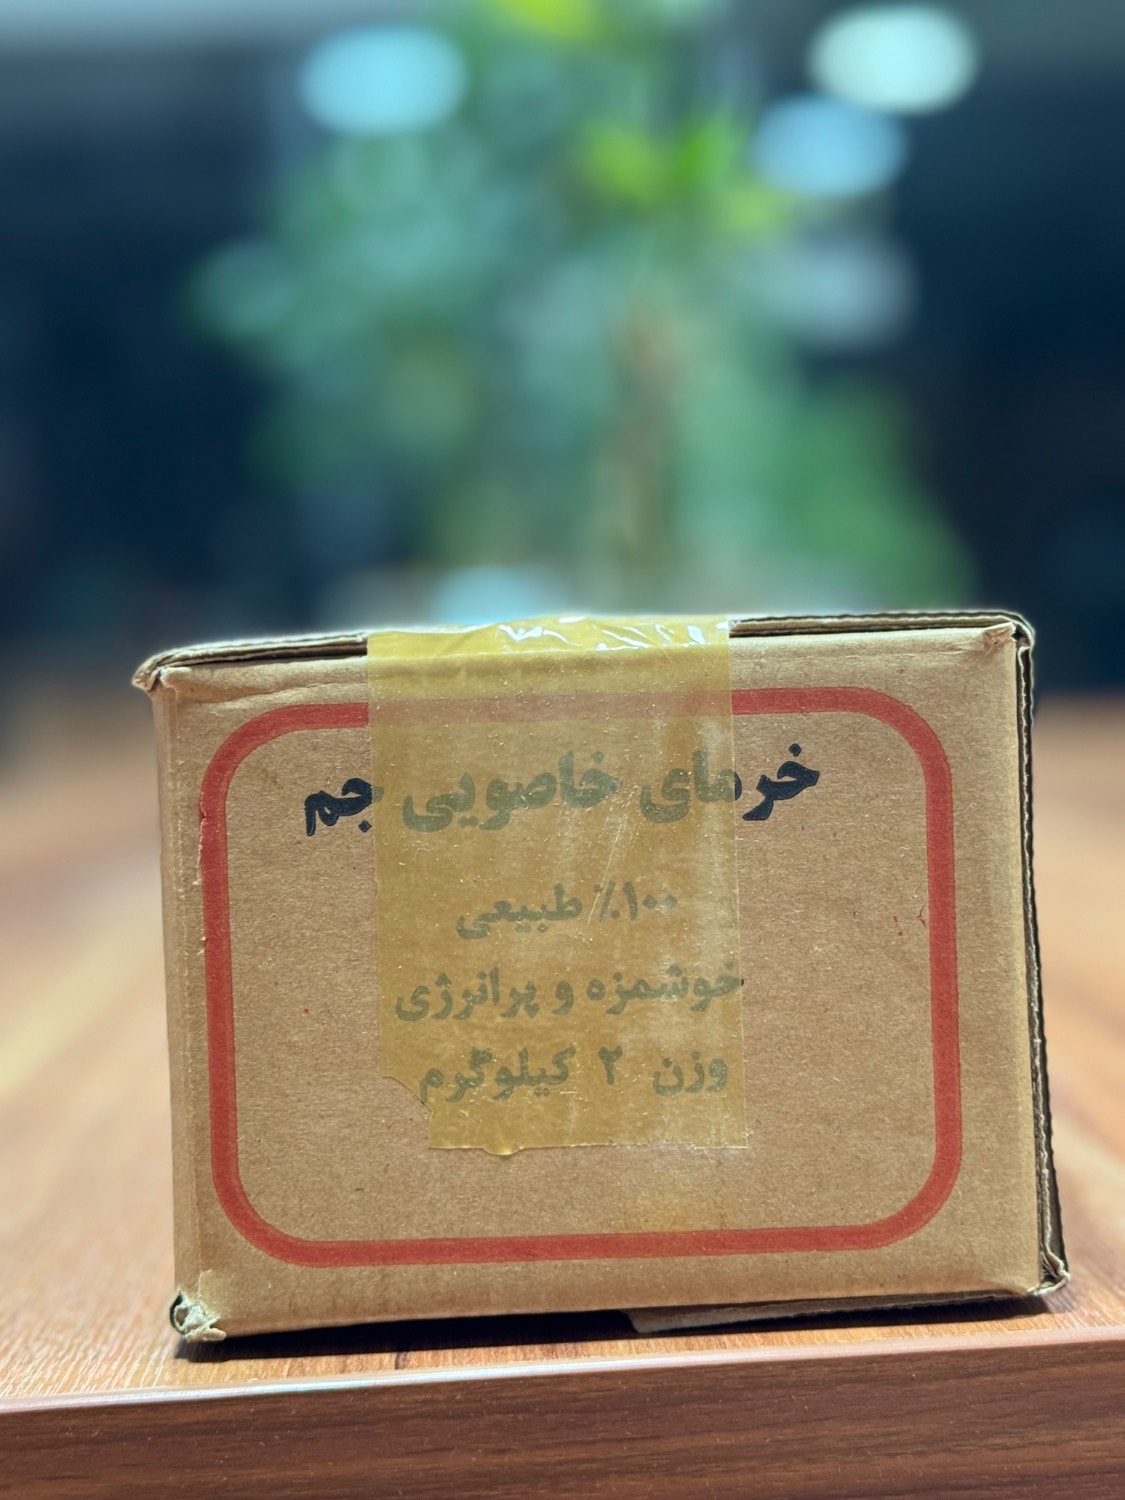 خرمای خاصویی جم
۱۰۰٪ طبیعی
خوشمزه و پرانرژی
وزن ۲ کیلوگرم